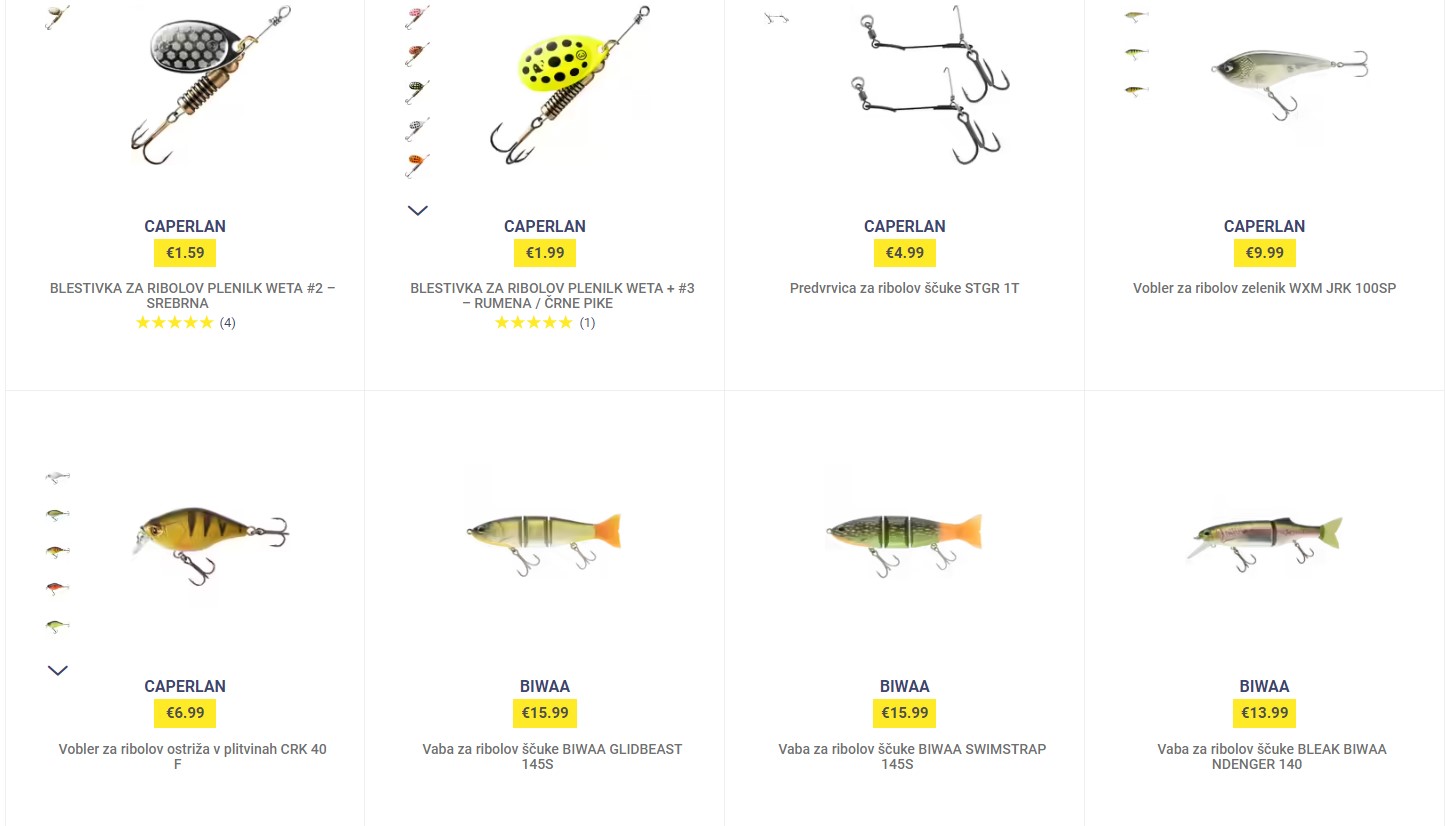 CAPERLAN
€1.59
BLESTIVKA ZA RIBOLOV PLENILK WETA #2 –
SREBRNA
(4)
CAPERLAN
€1.99
BLESTIVKA ZA RIBOLOV PLENILK WETA + #3
– RUMENA / ČRNE PIKE
(1)
CAPERLAN
€4.99
Predvrvica za ribolov ščuke STGR 1T
CAPERLAN
€9.99
Vobler za ribolov zelenik WXM JRK 100SP
CAPERLAN
€6.99
Vobler za ribolov ostriža v plitvinah CRK 40
F
BIWAA
€15.99
Vaba za ribolov ščuke BIWAA GLIDBEAST
145S
BIWAA
€15.99
Vaba za ribolov ščuke BIWAA SWIMSTRAP
145S
BIWAA
€13.99
Vaba za ribolov ščuke BLEAK BIWAA
NDENGER 140